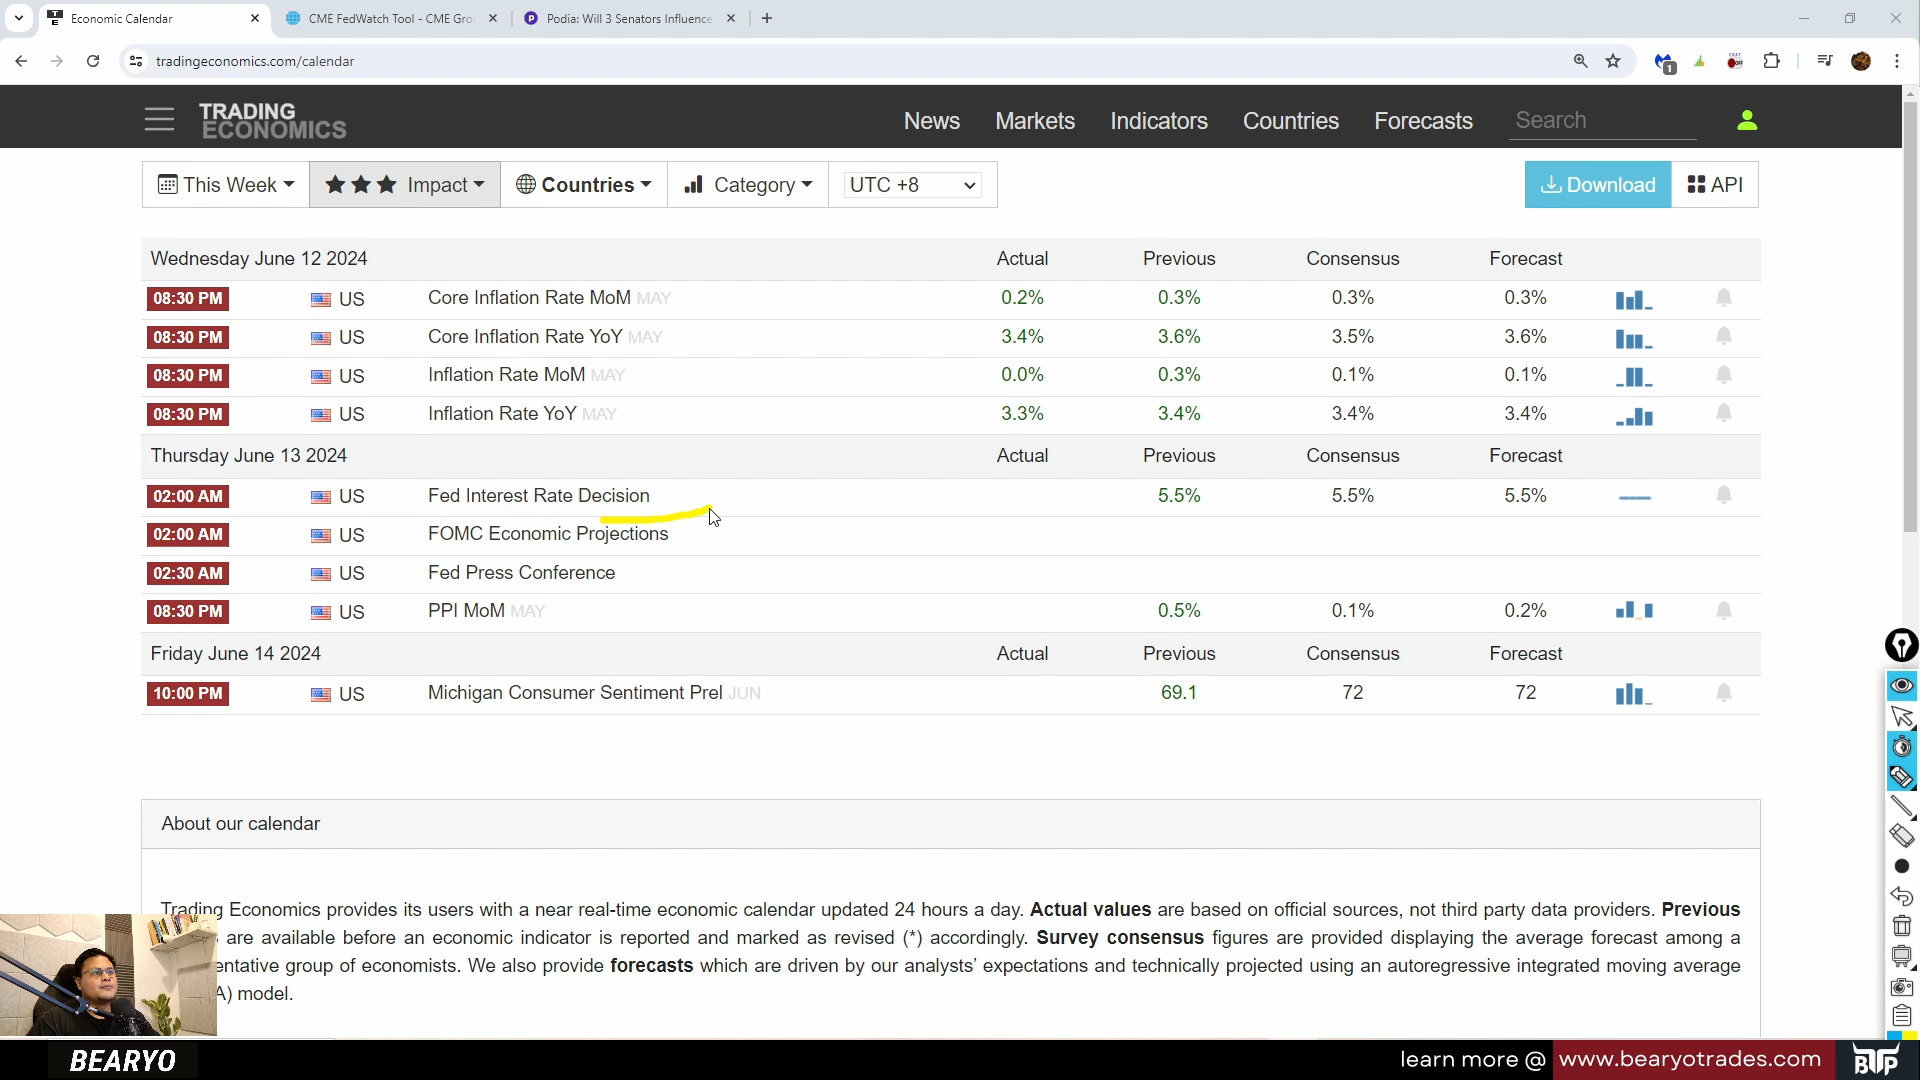 Economic Calendar
CME FedWatch Tool - CME Gro
Podia: Will 3 Senators Influence
tradingeconomics.com/calendar
1
TRADING
ECONOMICS
News Markets Indicators Countries Forecasts Search
This Week Impact Countries Category UTC +8 Download API
Wednesday June 12 2024 Actual Previous Consensus Forecast
08:30 PM US Core Inflation Rate MoM MAY 0.2% 0.3% 0.3% 0.3%
08:30 PM US Core Inflation Rate YoY MAY 3.4% 3.6% 3.5% 3.6%
08:30 PM US Inflation Rate MoM MAY 0.0% 0.3% 0.1% 0.1%
08:30 PM US Inflation Rate YoY MAY 3.3% 3.4% 3.4% 3.4%
Thursday June 13 2024 Actual Previous Consensus Forecast
02:00 AM US Fed Interest Rate Decision 5.5% 5.5% 5.5%
02:00 AM US FOMC Economic Projections
02:30 AM US Fed Press Conference
08:30 PM US PPI MoM MAY 0.5% 0.1% 0.2%
Friday June 14 2024 Actual Previous Consensus Forecast
10:00 PM US Michigan Consumer Sentiment Prel JUN 69.1 72 72
About our calendar
Trading Economics provides its users with a near real-time economic calendar updated 24 hours a day. Actual values are based on official sources, not third party data providers. Previous
are available before an economic indicator is reported and marked as revised (*) accordingly. Survey consensus figures are provided displaying the average forecast among a
entative group of economists. We also provide forecasts which are driven by our analysts' expectations and technically projected using an autoregressive integrated moving average
A) model.
BEARYO
learn more @ www.bearyotrades.com
BTP